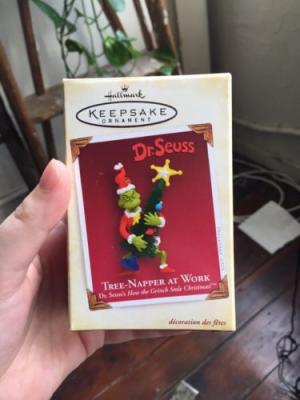 Hallmark
KEEPSAKE
ORNAMENT
Dr. Seuss
TREE-NAPPER AT WORK
Dr. Seuss's How the Grinch Stole Christmas!™
décoration des fêtes